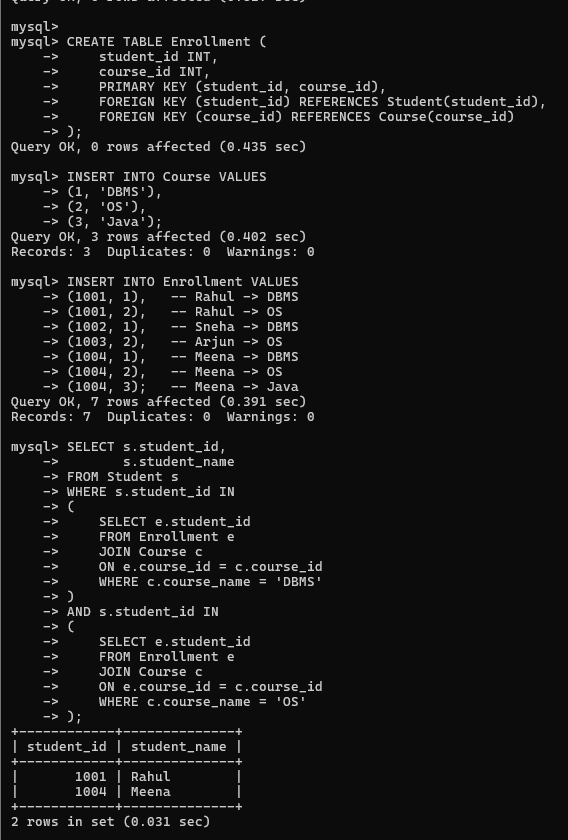 mysql>
mysql> CREATE TABLE Enrollment (
    ->     student_id INT,
    ->     course_id INT,
    ->     PRIMARY KEY (student_id, course_id),
    ->     FOREIGN KEY (student_id) REFERENCES Student(student_id),
    ->     FOREIGN KEY (course_id) REFERENCES Course(course_id)
    -> );
Query OK, 0 rows affected (0.435 sec)

mysql> INSERT INTO Course VALUES
    -> (1, 'DBMS'),
    -> (2, 'OS'),
    -> (3, 'Java');
Query OK, 3 rows affected (0.402 sec)
Records: 3  Duplicates: 0  Warnings: 0

mysql> INSERT INTO Enrollment VALUES
    -> (1001, 1),   -- Rahul -> DBMS
    -> (1001, 2),   -- Rahul -> OS
    -> (1002, 1),   -- Sneha -> DBMS
    -> (1003, 2),   -- Arjun -> OS
    -> (1004, 1),   -- Meena -> DBMS
    -> (1004, 2),   -- Meena -> OS
    -> (1004, 3);   -- Meena -> Java
Query OK, 7 rows affected (0.391 sec)
Records: 7  Duplicates: 0  Warnings: 0

mysql> SELECT s.student_id,
    ->        s.student_name
    -> FROM Student s
    -> WHERE s.student_id IN
    -> (
    ->     SELECT e.student_id
    ->     FROM Enrollment e
    ->     JOIN Course c
    ->     ON e.course_id = c.course_id
    ->     WHERE c.course_name = 'DBMS'
    -> )
    -> AND s.student_id IN
    -> (
    ->     SELECT e.student_id
    ->     FROM Enrollment e
    ->     JOIN Course c
    ->     ON e.course_id = c.course_id
    ->     WHERE c.course_name = 'OS'
    -> );
+------------+--------------+
| student_id | student_name |
+------------+--------------+
|       1001 | Rahul        |
|       1004 | Meena        |
+------------+--------------+
2 rows in set (0.031 sec)